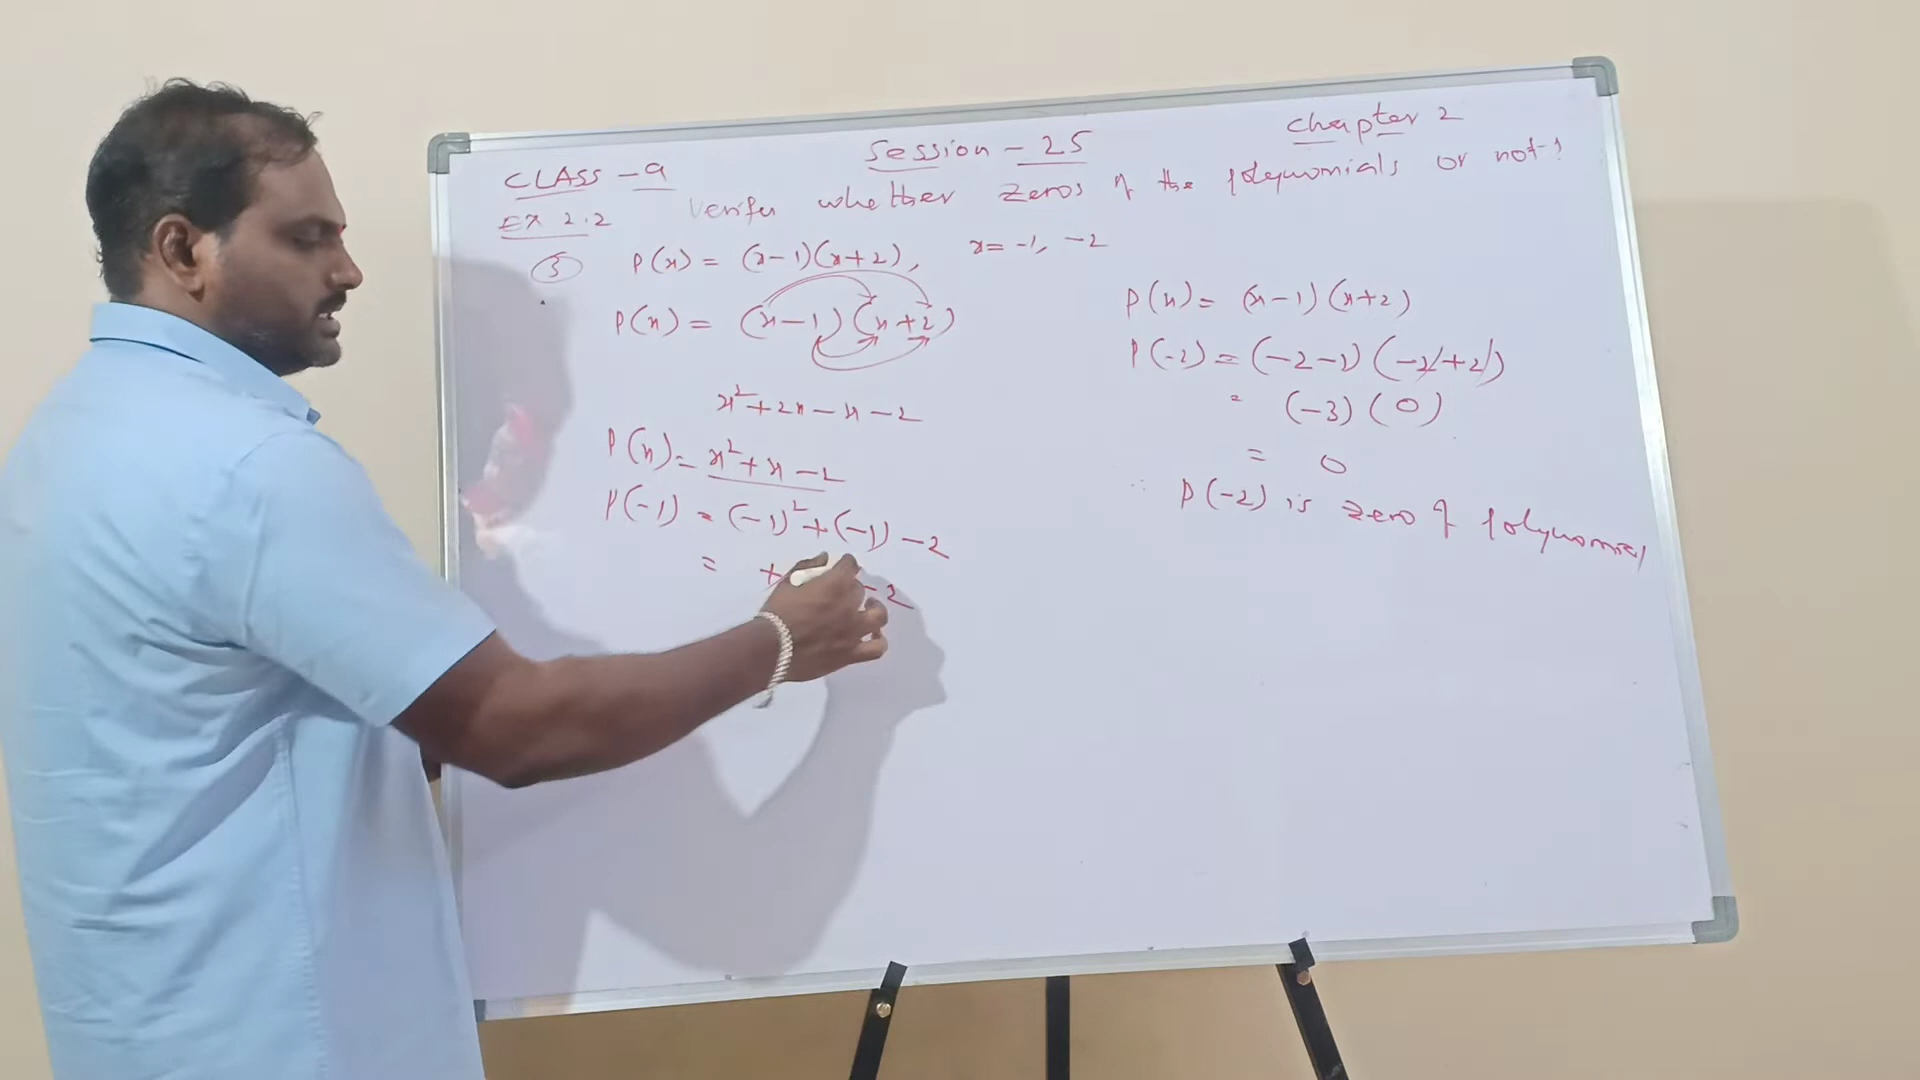 Session - 25
Chapter 2
CLASS - 9
Ex 2.2
Verify whether zeros of the polynomials or not?
③ P(x) = (x-1)(x+2), x = -1, -2
P(x) = (x-1)(x+2)
x²+2x-x-2
P(x) = x²+x-2
P(-1) = (-1)²+(-1)-2
= + -2
P(x) = (x-1)(x+2)
P(-2) = (-2-1)(-2+2)
= (-3)(0)
= 0
∴ P(-2) is zero of polynomial